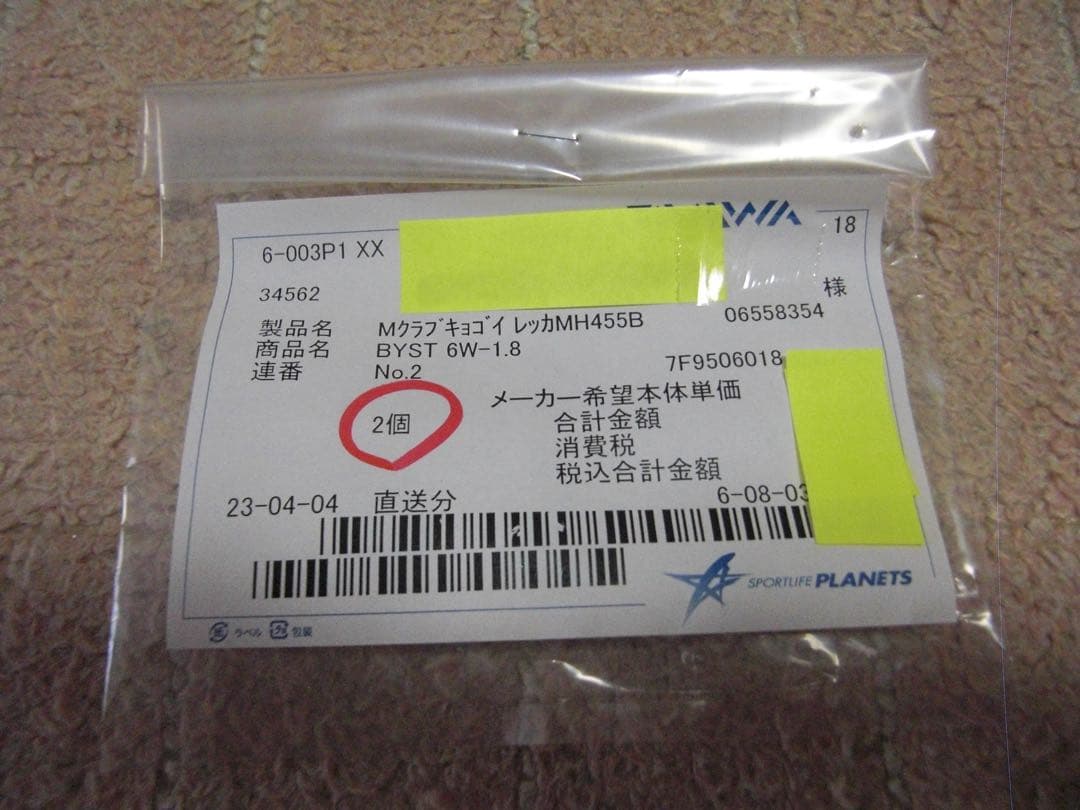 18
6-003P1 XX
34562
様
製品名 Mｸﾗﾌﾞｷｮｺﾞｲ ﾚｯｶMH455B 06558354
商品名 BYST 6W-1.8
連番 No.2 7F9506018
メーカー希望本体単価
2個 合計金額
消費税
税込合計金額
23-04-04 直送分 6-08-03
SPORTLIFE PLANETS
ラベル 包装